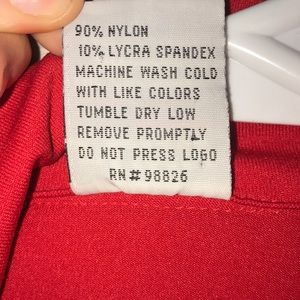 90% NYLON
10% LYCRA SPANDEX
MACHINE WASH COLD
WITH LIKE COLORS
TUMBLE DRY LOW
REMOVE PROMPTLY
DO NOT PRESS LOGO
RN#98826